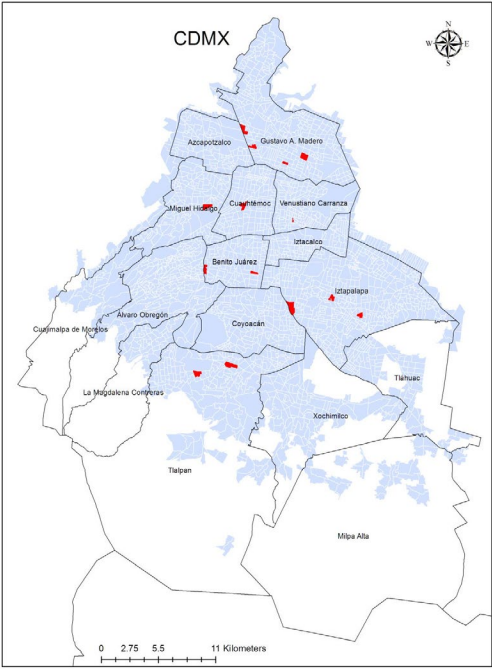 CDMX
N
W E
S
Azcapotzalco
Gustavo A. Madero
Miguel Hidalgo
Cuauhtémoc
Venustiano Carranza
Iztacalco
Benito Juárez
Iztapalapa
Álvaro Obregón
Coyoacán
Cuajimalpa de Morelos
La Magdalena Contreras
Tláhuac
Xochimilco
Tlalpan
Milpa Alta
0 2.75 5.5 11 Kilometers